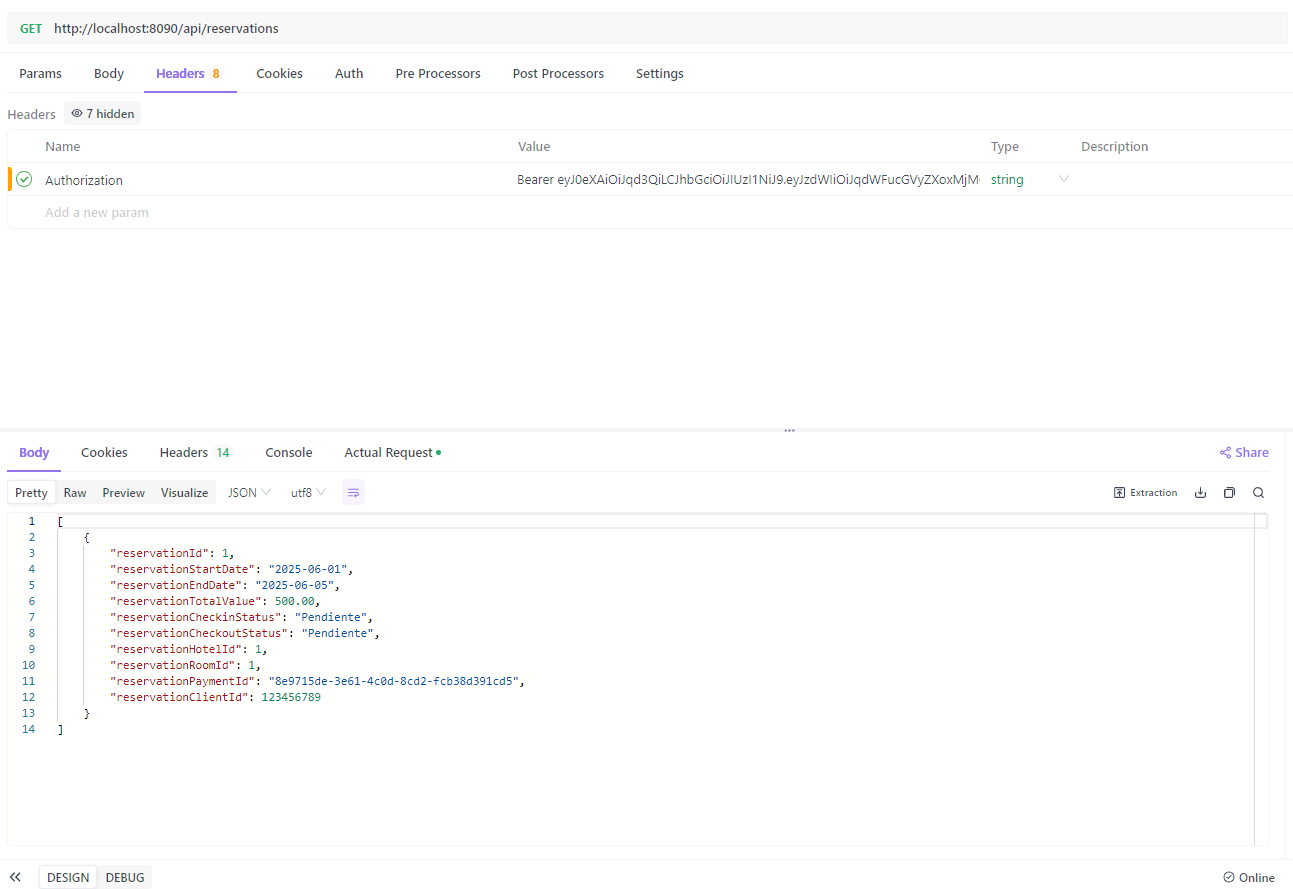 GET http://localhost:8090/api/reservations
Params Body Headers 8 Cookies Auth Pre Processors Post Processors Settings
Headers 7 hidden
Name Value Type Description
Authorization Bearer eyJ0eXAiOiJqd3QiLCJhbGciOiJIUzI1NiJ9.eyJzdWIiOiJqdWFucGVyZXoxMjM string
Add a new param
Body Cookies Headers 14 Console Actual Request Share
Pretty Raw Preview Visualize JSON utf8 Extraction
1 [
2 {
3 "reservationId": 1,
4 "reservationStartDate": "2025-06-01",
5 "reservationEndDate": "2025-06-05",
6 "reservationTotalValue": 500.00,
7 "reservationCheckinStatus": "Pendiente",
8 "reservationCheckoutStatus": "Pendiente",
9 "reservationHotelId": 1,
10 "reservationRoomId": 1,
11 "reservationPaymentId": "8e9715de-3e61-4c0d-8cd2-fcb38d391cd5",
12 "reservationClientId": 123456789
13 }
14 ]
DESIGN DEBUG Online